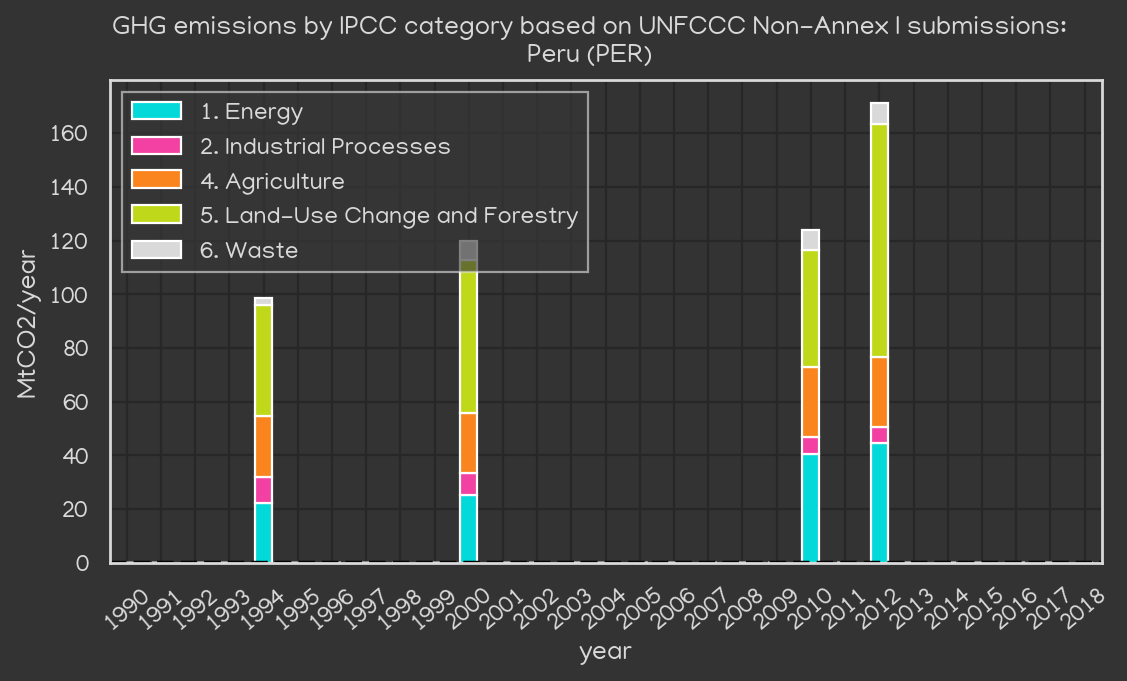 GHG emissions by IPCC category based on UNFCCC Non-Annex I submissions:
Peru (PER)
1. Energy
2. Industrial Processes
4. Agriculture
5. Land-Use Change and Forestry
6. Waste
MtCO2/year
160
140
120
100
80
60
40
20
0
1990 1991 1992 1993 1994 1995 1996 1997 1998 1999 2000 2001 2002 2003 2004 2005 2006 2007 2008 2009 2010 2011 2012 2013 2014 2015 2016 2017 2018
year